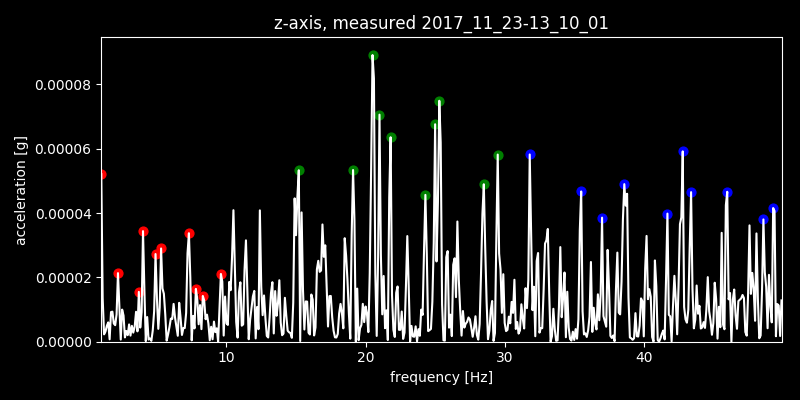 z-axis, measured 2017_11_23-13_10_01
acceleration [g]
0.00008
0.00006
0.00004
0.00002
0.00000
10 20 30 40
frequency [Hz]